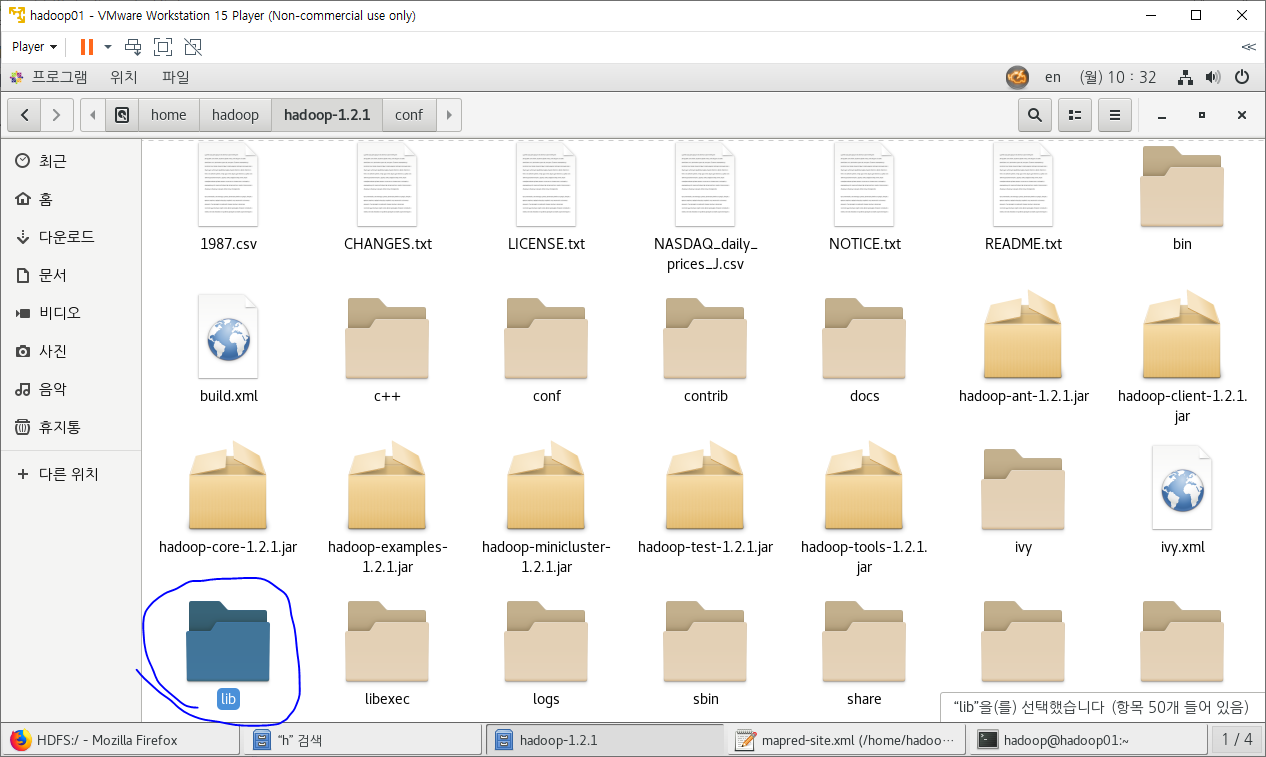 hadoop01 - VMware Workstation 15 Player (Non-commercial use only)
Player
프로그램 위치 파일 en (월) 10 : 32
home hadoop hadoop-1.2.1 conf
최근
홈
다운로드
문서
비디오
사진
음악
휴지통
다른 위치
1987.csv CHANGES.txt LICENSE.txt NASDAQ_daily_ NOTICE.txt README.txt bin
prices_J.csv
build.xml c++ conf contrib docs hadoop-ant-1.2.1.jar hadoop-client-1.2.1.
jar
hadoop-core-1.2.1.jar hadoop-examples- hadoop-minicluster- hadoop-test-1.2.1.jar hadoop-tools-1.2.1. ivy ivy.xml
1.2.1.jar 1.2.1.jar jar
lib libexec logs sbin share
“lib”을(를) 선택했습니다 (항목 50개 들어 있음)
HDFS:/ - Mozilla Firefox “h” 검색 hadoop-1.2.1 mapred-site.xml (/home/hadoo… hadoop@hadoop01:~ 1 / 4